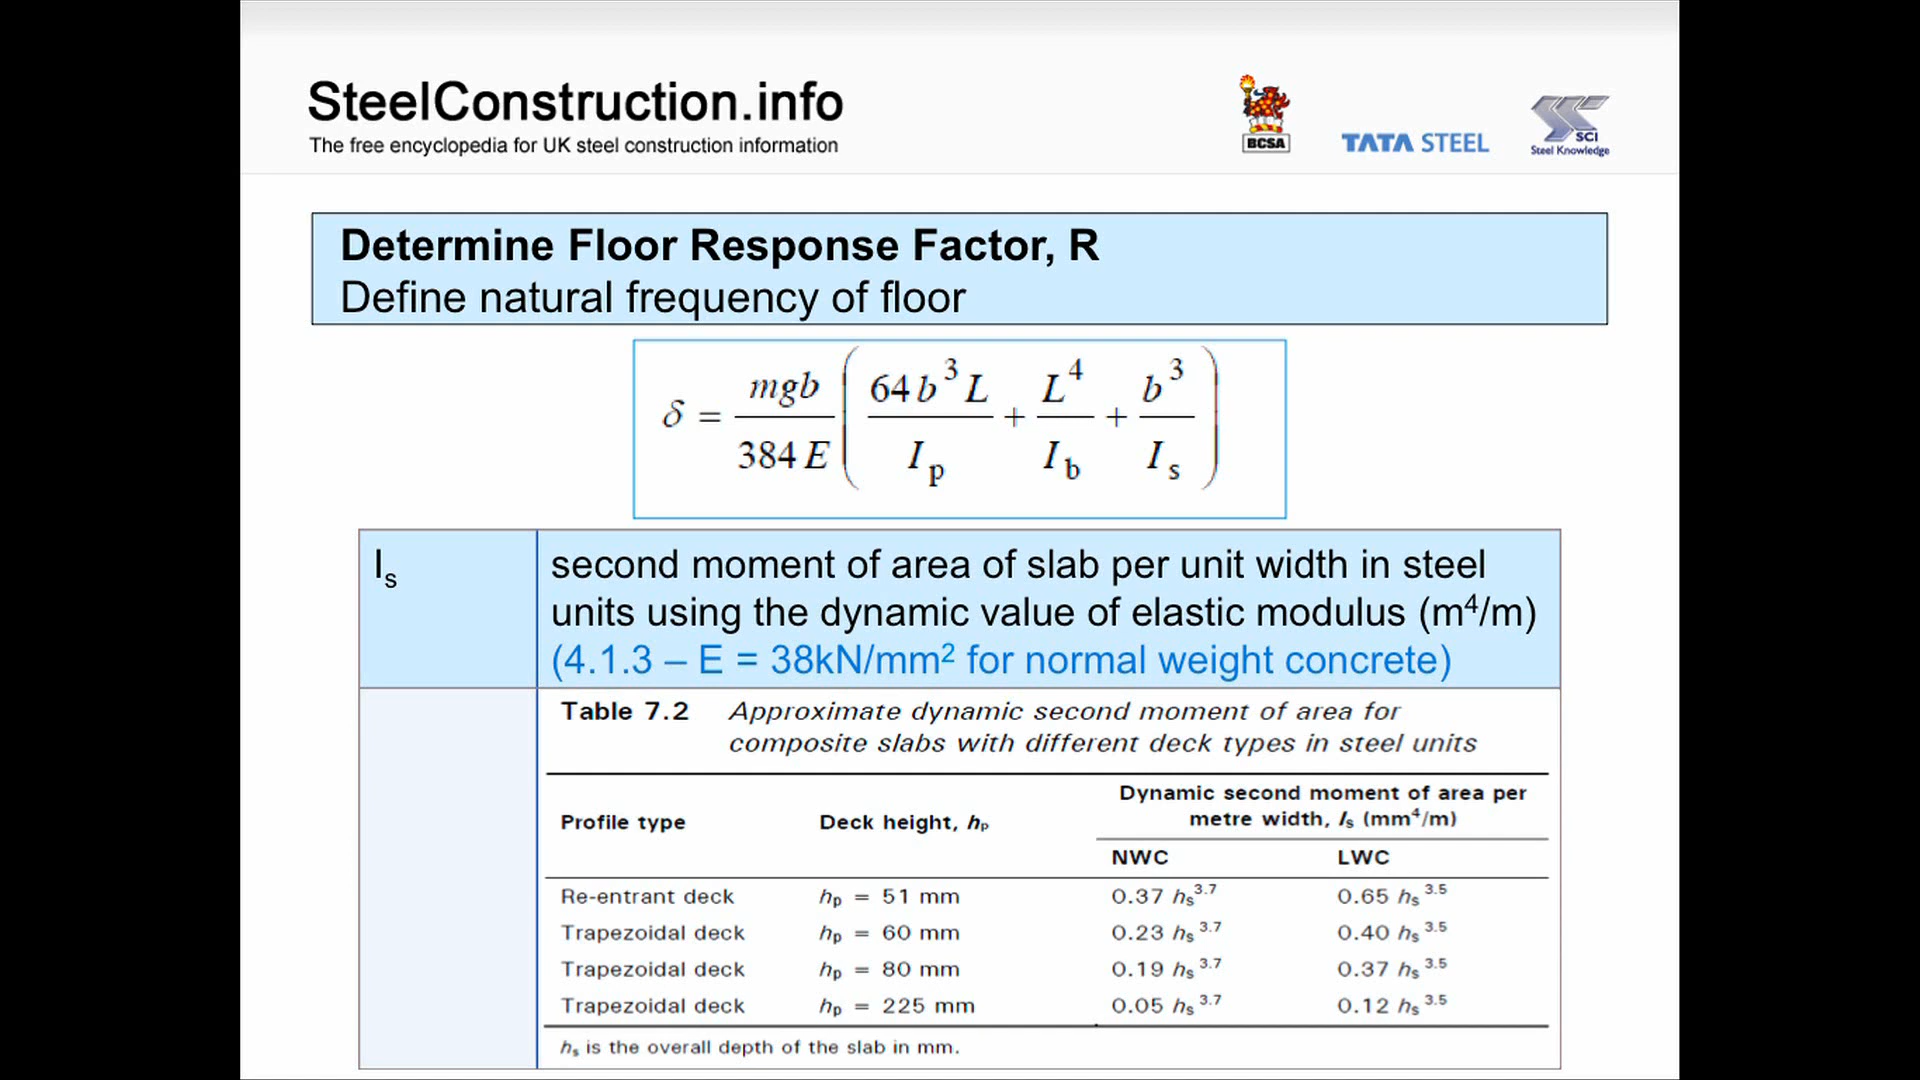 SteelConstruction.info
The free encyclopedia for UK steel construction information
BCSA
TATA STEEL
SCI
Steel Knowledge
Determine Floor Response Factor, R
Define natural frequency of floor
δ = mgb/384E (64b³L/Iₚ + L⁴/I_b + b³/Iₛ)
Iₛ
second moment of area of slab per unit width in steel
units using the dynamic value of elastic modulus (m⁴/m)
(4.1.3 – E = 38kN/mm² for normal weight concrete)
Table 7.2 Approximate dynamic second moment of area for
composite slabs with different deck types in steel units
Profile type Deck height, hₚ Dynamic second moment of area per
metre width, Iₛ (mm⁴/m)
NWC LWC
Re-entrant deck hₚ = 51 mm 0.37 hₛ³·⁷ 0.65 hₛ³·⁵
Trapezoidal deck hₚ = 60 mm 0.23 hₛ³·⁷ 0.40 hₛ³·⁵
Trapezoidal deck hₚ = 80 mm 0.19 hₛ³·⁷ 0.37 hₛ³·⁵
Trapezoidal deck hₚ = 225 mm 0.05 hₛ³·⁷ 0.12 hₛ³·⁵
hₛ is the overall depth of the slab in mm.